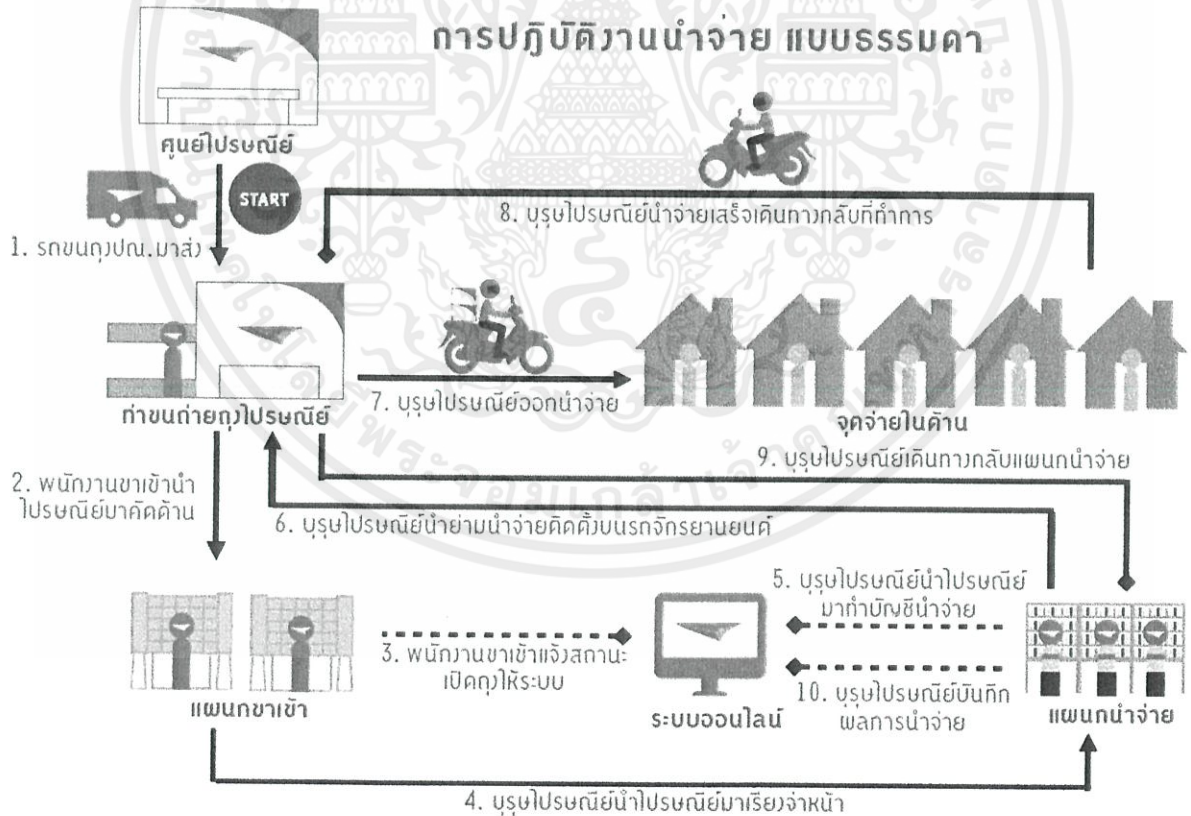 การปฏิบัติงานนำจ่าย แบบธรรมดา
ศูนย์ไปรษณีย์
START
1. รถขนถุงปณ.มาส่ง
8. บุรุษไปรษณีย์นำจ่ายเสร็จเดินทางกลับที่ทำการ
ท่าขนถ่ายถุงไปรษณีย์
7. บุรุษไปรษณีย์ออกนำจ่าย
จุดจ่ายในด้าน
9. บุรุษไปรษณีย์เดินทางกลับแผนกนำจ่าย
2. พนักงานขาเข้านำ
ไปรษณีย์มาคัดด้าน
6. บุรุษไปรษณีย์นำย่ามนำจ่ายติดตั้งบนรถจักรยานยนต์
5. บุรุษไปรษณีย์นำไปรษณีย์
มาทำบัญชีนำจ่าย
3. พนักงานขาเข้าแจ้งสถานะ
เปิดถุงให้ระบบ
10. บุรุษไปรษณีย์บันทึก
ผลการนำจ่าย
แผนกขาเข้า
ระบบออนไลน์
แผนกนำจ่าย
4. บุรุษไปรษณีย์นำไปรษณีย์มาเรียงจ่าหน้า